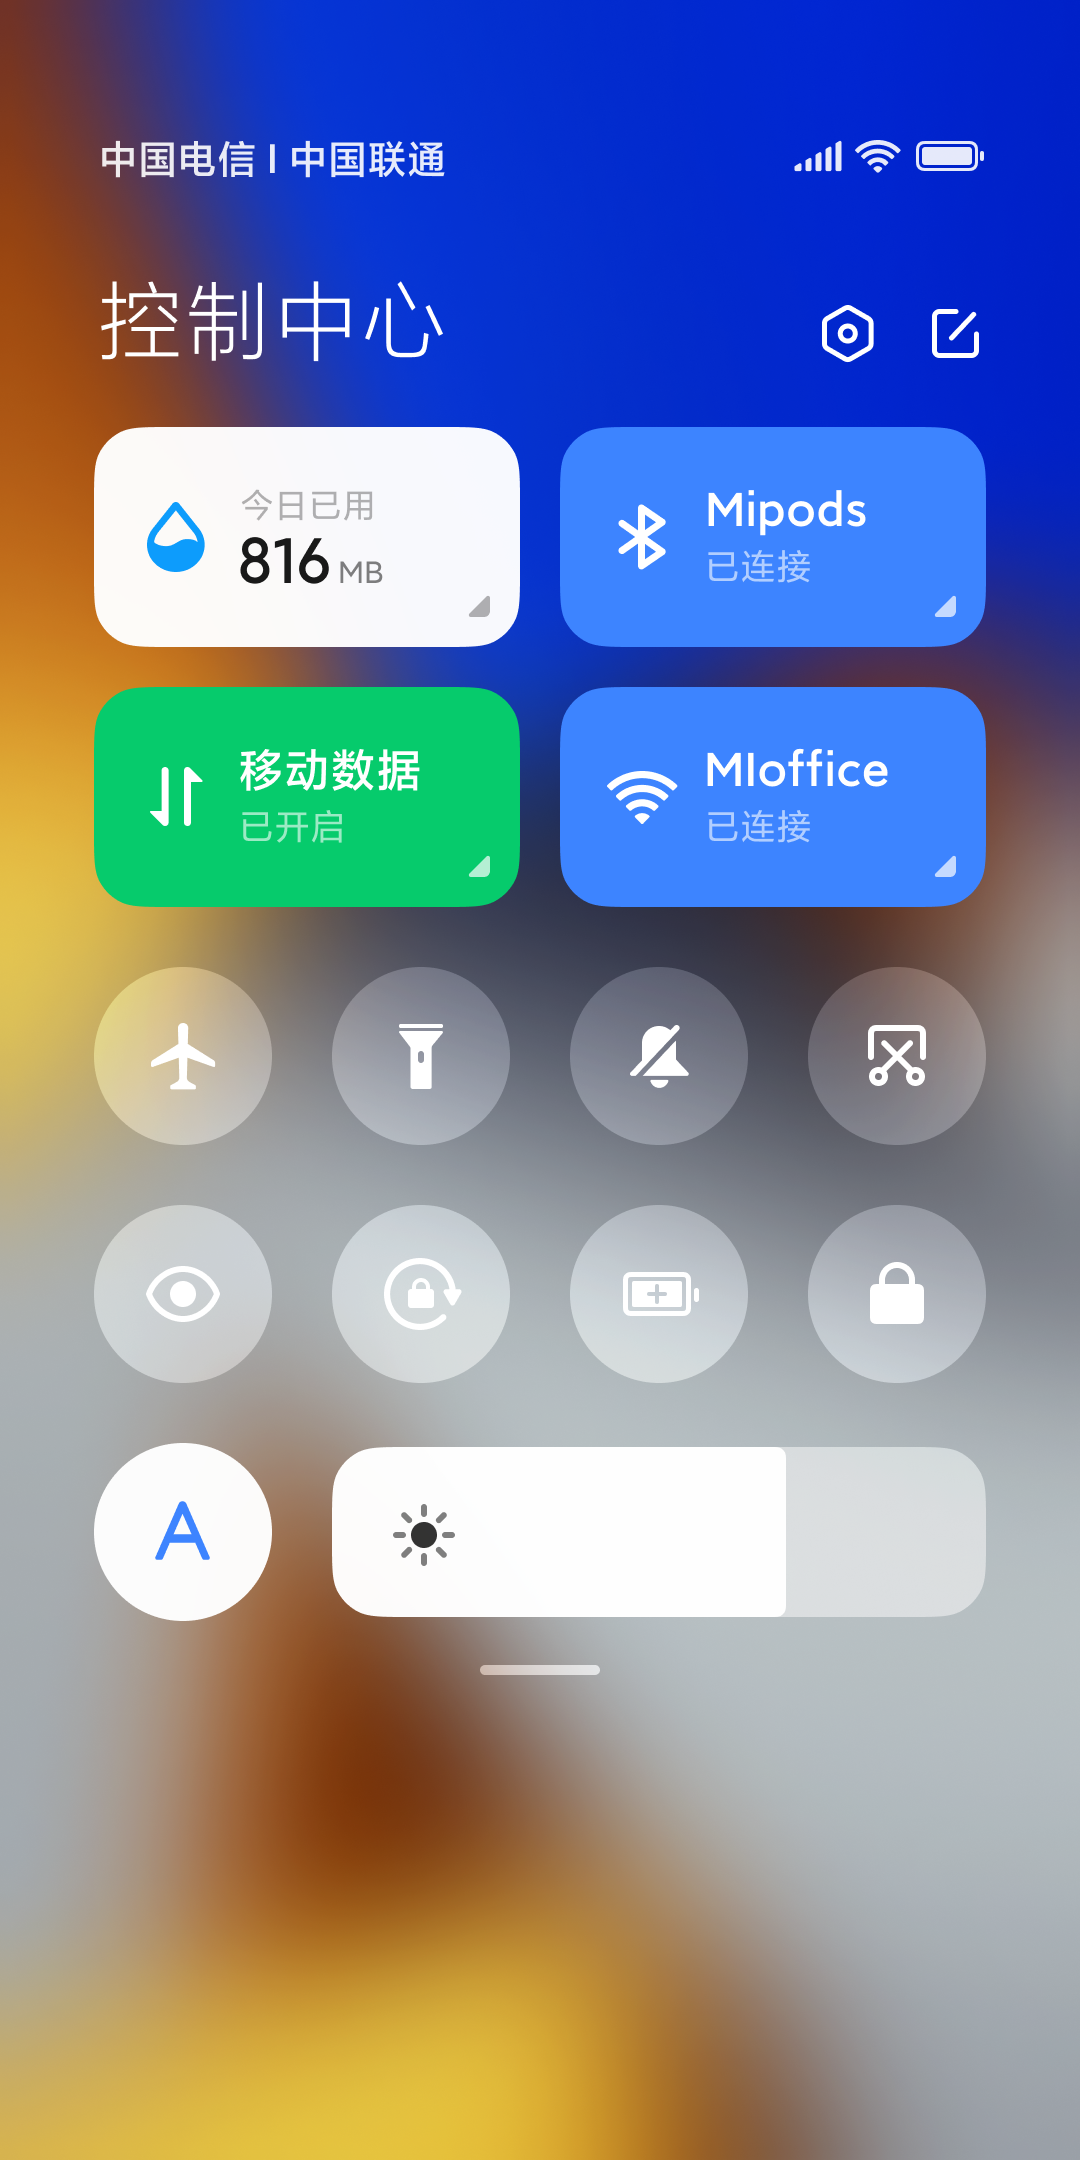 中国电信 | 中国联通
控制中心
今日已用
816 MB
Mipods
已连接
移动数据
已开启
MIoffice
已连接
A